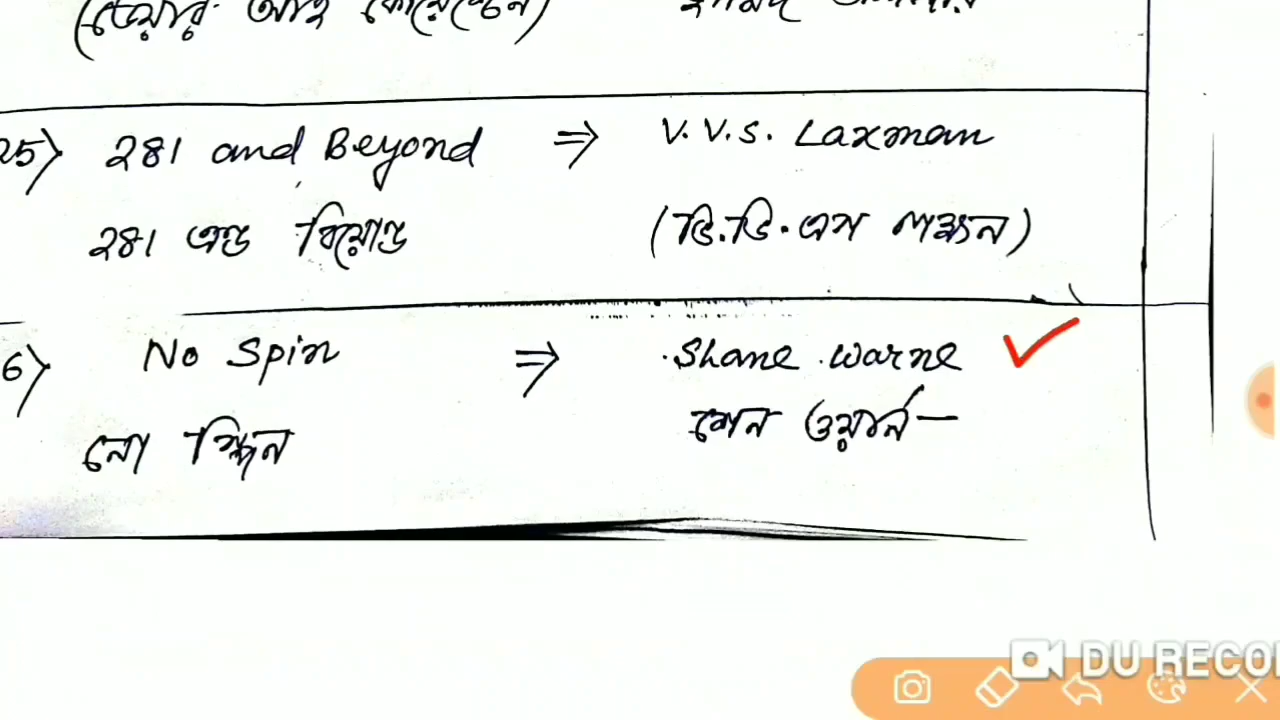 25) 281 and Beyond ⇒ V.V.S. Laxman
281 এন্ড বিয়োন্ড (ভি.ভি.এস লক্ষ্মন)
6) No Spin ⇒ Shane Warne ✓
নো স্পিন শেন ওয়ার্ন—
DU RECO